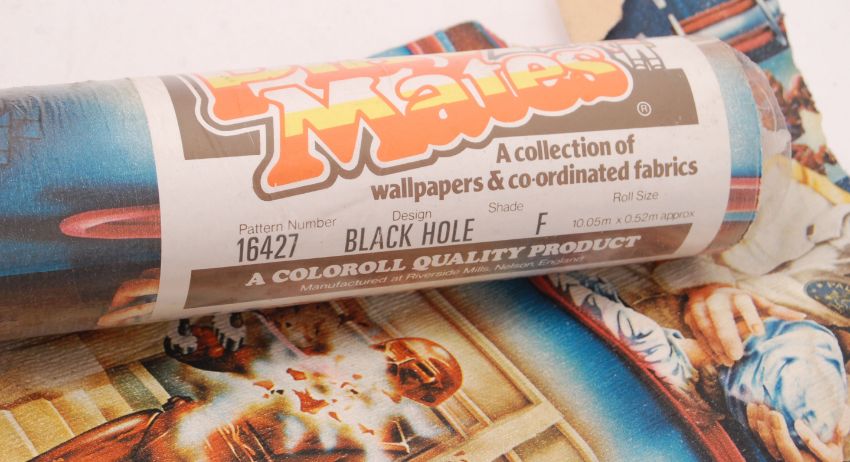 Mates
®
A collection of
wallpapers & co-ordinated fabrics
Pattern Number Design Shade Roll Size
16427 BLACK HOLE F 10.05m x 0.52m approx
A COLOROLL QUALITY PRODUCT
Manufactured at Riverside Mills, Nelson, England